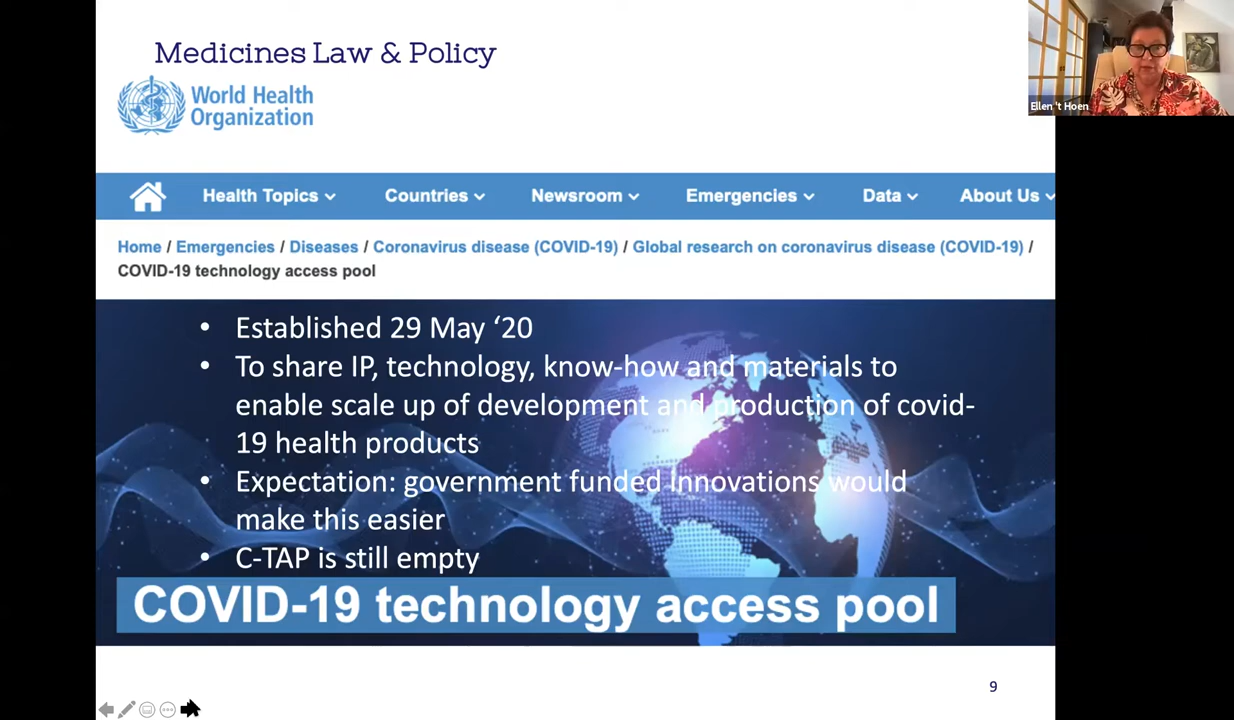 Medicines Law & Policy
World Health
Organization
Ellen 't Hoen
Health Topics
Countries
Newsroom
Emergencies
Data
About Us
Home / Emergencies / Diseases / Coronavirus disease (COVID-19) / Global research on coronavirus disease (COVID-19) /
COVID-19 technology access pool
• Established 29 May ‘20
• To share IP, technology, know-how and materials to
enable scale up of development and production of covid-
19 health products
• Expectation: government funded innovations would
make this easier
• C-TAP is still empty
COVID-19 technology access pool
9